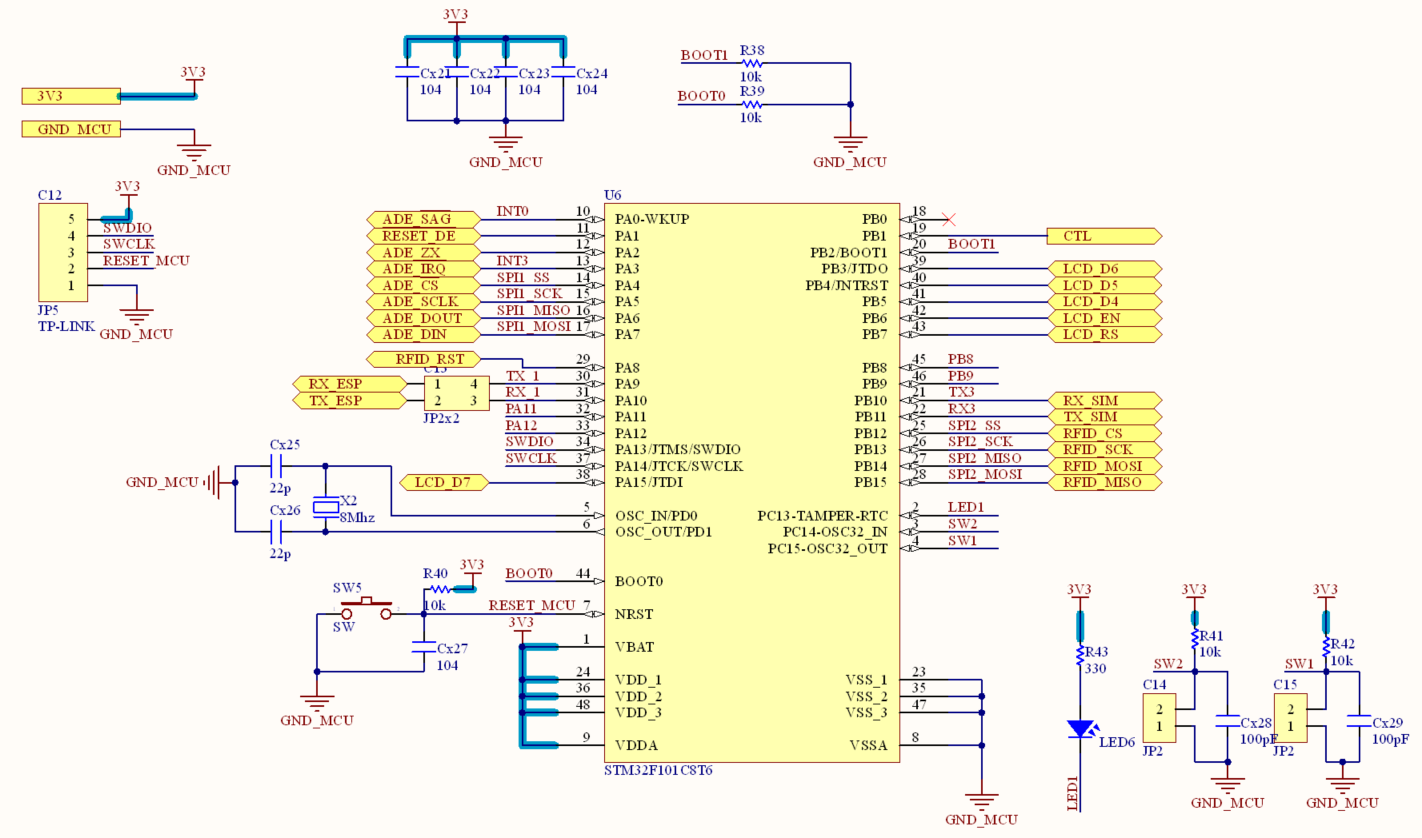 3V3
3V3
GND_MCU
GND_MCU
3V3
Cx21
104
Cx22
104
Cx23
104
Cx24
104
GND_MCU
BOOT1
R38
10k
BOOT0
R39
10k
GND_MCU
C12
3V3
5
4
SWDIO
3
SWCLK
2
RESET_MCU
1
JP5
TP-LINK
GND_MCU
U6
ADE_SAG INT0 10 PA0-WKUP
RESET_DE 11 PA1
ADE_ZX 12 PA2
ADE_IRQ INT3 13 PA3
ADE_CS SPI1_SS 14 PA4
ADE_SCLK SPI1_SCK 15 PA5
ADE_DOUT SPI1_MISO 16 PA6
ADE_DIN SPI1_MOSI 17 PA7
RFID_RST 29 PA8
RX_ESP 1 4 TX_1 30 PA9
TX_ESP 2 3 RX_1 31 PA10
JP2x2
PA11 32 PA11
PA12 33 PA12
SWDIO 34 PA13/JTMS/SWDIO
SWCLK 37 PA14/JTCK/SWCLK
LCD_D7 38 PA15/JTDI
5 OSC_IN/PD0
6 OSC_OUT/PD1
BOOT0 44 BOOT0
RESET_MCU 7 NRST
3V3
1 VBAT
24 VDD_1
36 VDD_2
48 VDD_3
9 VDDA
STM32F101C8T6
PB0 18
PB1 19 CTL
PB2/BOOT1 20 BOOT1
PB3/JTDO 39 LCD_D6
PB4/JNTRST 40 LCD_D5
PB5 41 LCD_D4
PB6 42 LCD_EN
PB7 43 LCD_RS
PB8 45 PB8
PB9 46 PB9
PB10 21 TX3 RX_SIM
PB11 22 RX3 TX_SIM
PB12 25 SPI2_SS RFID_CS
PB13 26 SPI2_SCK RFID_SCK
PB14 27 SPI2_MISO RFID_MOSI
PB15 28 SPI2_MOSI RFID_MISO
PC13-TAMPER-RTC 2 LED1
PC14-OSC32_IN 3 SW2
PC15-OSC32_OUT 4 SW1
VSS_1 23
VSS_2 35
VSS_3 47
VSSA 8
GND_MCU
Cx25
22p
GND_MCU
X2
8Mhz
Cx26
22p
SW5
SW
R40
10k
3V3
Cx27
104
GND_MCU
3V3
R43
330
LED6
LED1
3V3
R41
10k
SW2
C14
2
1
JP2
Cx28
100pF
GND_MCU
3V3
R42
10k
SW1
C15
2
1
JP2
Cx29
100pF
GND_MCU